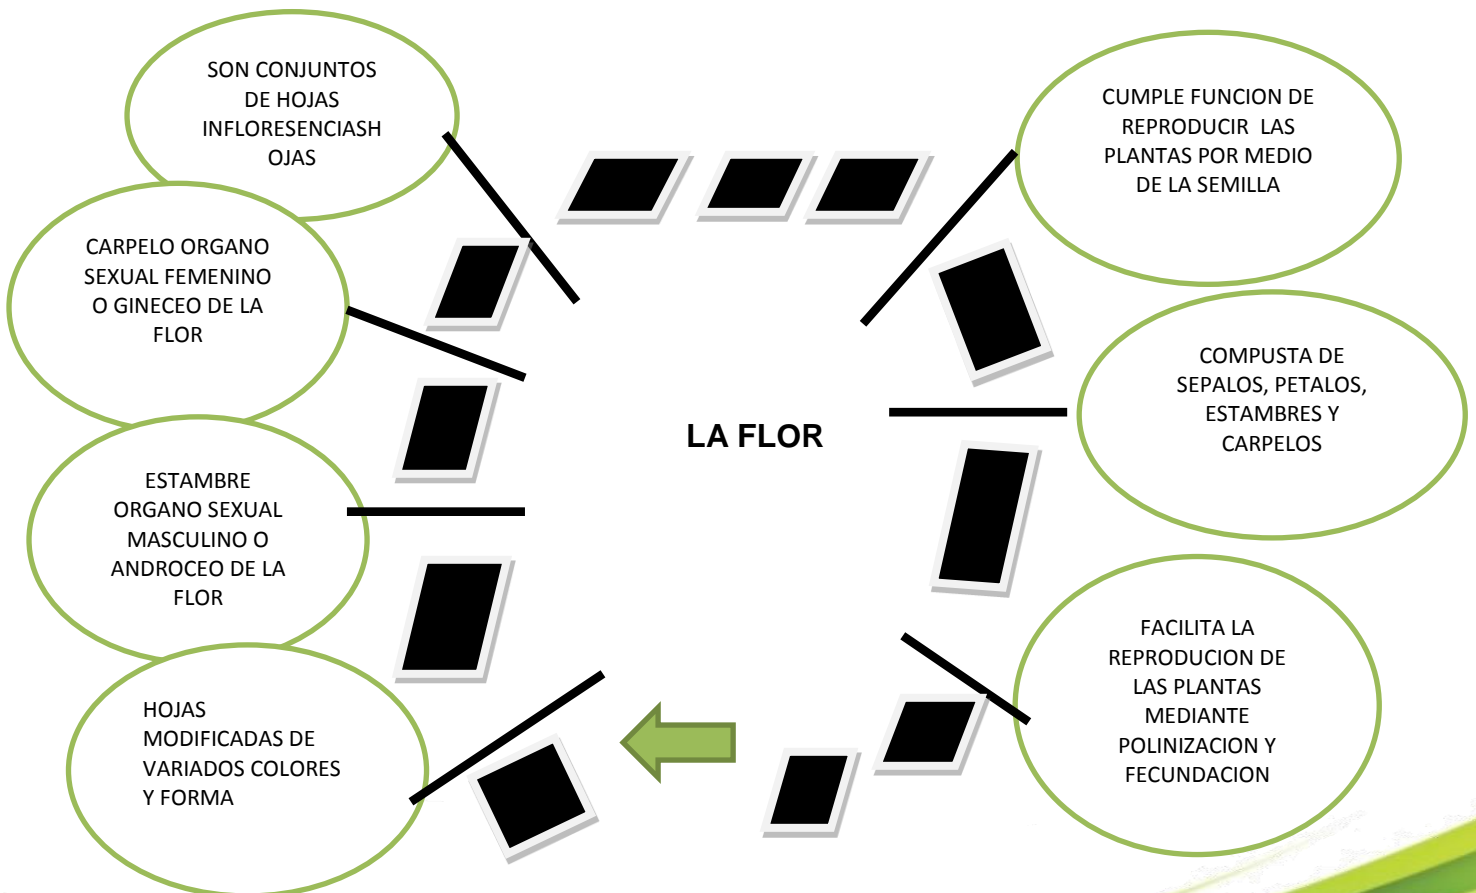 SON CONJUNTOS
DE HOJAS
INFLORESENCIASH
OJAS
CARPELO ORGANO
SEXUAL FEMENINO
O GINECEO DE LA
FLOR
ESTAMBRE
ORGANO SEXUAL
MASCULINO O
ANDROCEO DE LA
FLOR
HOJAS
MODIFICADAS DE
VARIADOS COLORES
Y FORMA
LA FLOR
CUMPLE FUNCION DE
REPRODUCIR LAS
PLANTAS POR MEDIO
DE LA SEMILLA
COMPUSTA DE
SEPALOS, PETALOS,
ESTAMBRES Y
CARPELOS
FACILITA LA
REPRODUCION DE
LAS PLANTAS
MEDIANTE
POLINIZACION Y
FECUNDACION